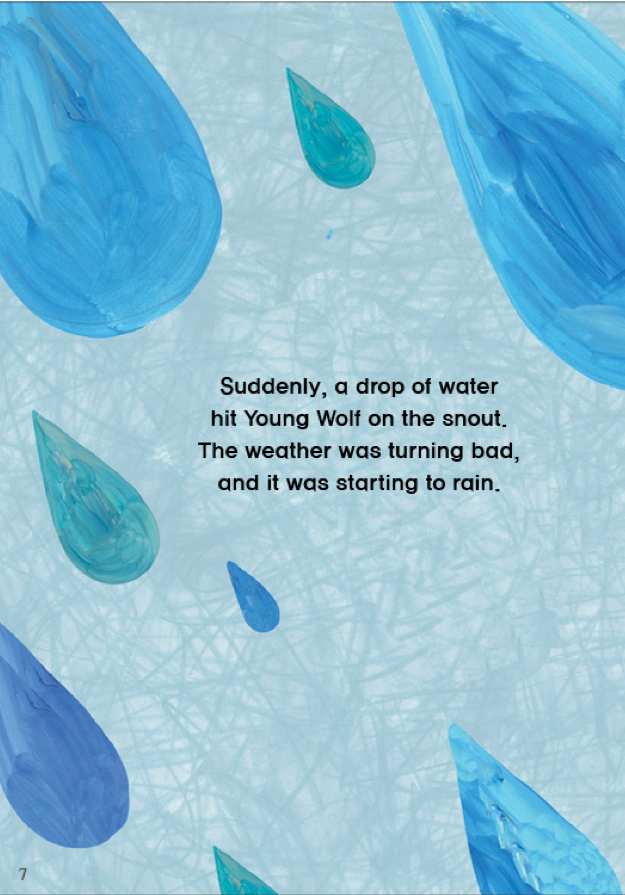 Suddenly, a drop of water
hit Young Wolf on the snout.
The weather was turning bad,
and it was starting to rain.
7